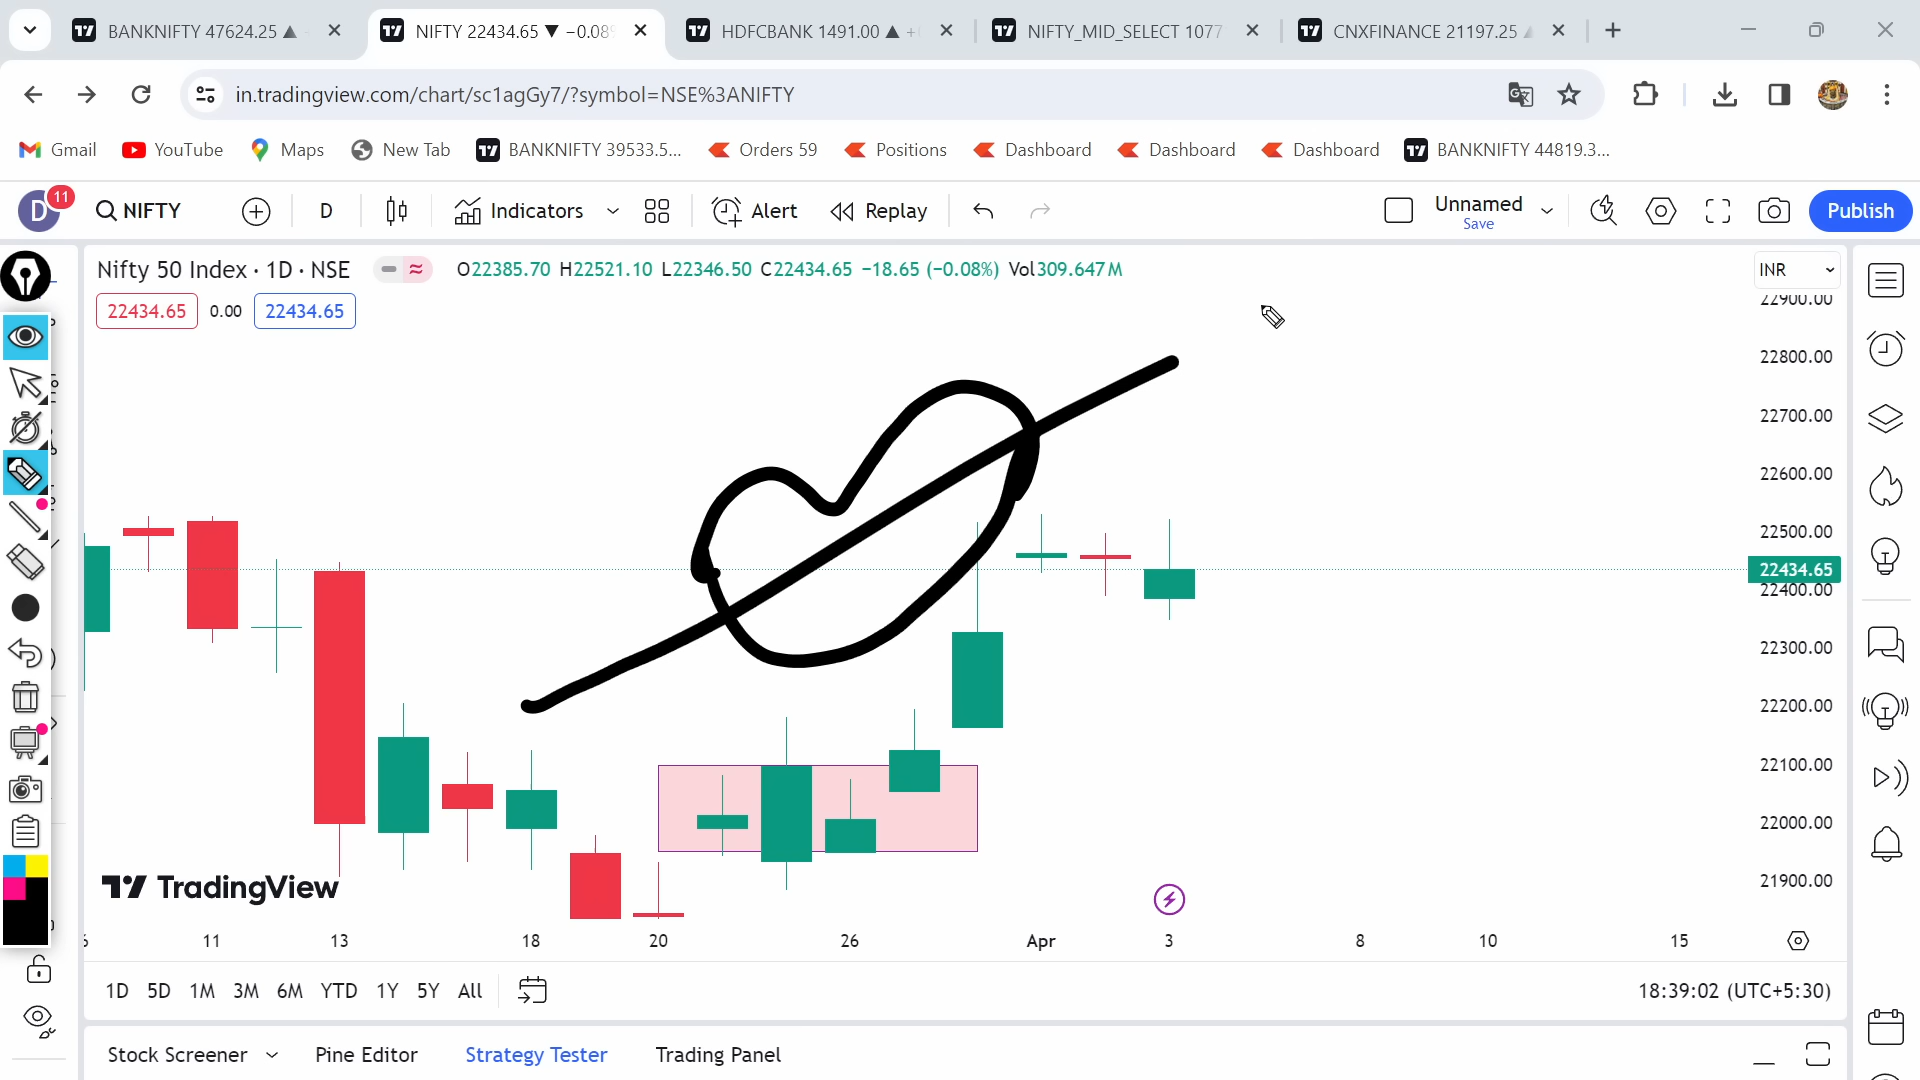 BANKNIFTY 47624.25 ▲
NIFTY 22434.65 ▼ −0.08
HDFCBANK 1491.00 ▲ +
NIFTY_MID_SELECT 1077
CNXFINANCE 21197.25
in.tradingview.com/chart/sc1agGy7/?symbol=NSE%3ANIFTY
Gmail YouTube Maps New Tab BANKNIFTY 39533.5... Orders 59 Positions Dashboard Dashboard Dashboard BANKNIFTY 44819.3...
D 11 NIFTY D Indicators Alert Replay Unnamed Save Publish
Nifty 50 Index · 1D · NSE O22385.70 H22521.10 L22346.50 C22434.65 −18.65 (−0.08%) Vol309.647M INR
22434.65 0.00 22434.65
22900.00
22800.00
22700.00
22600.00
22500.00
22434.65
22400.00
22300.00
22200.00
22100.00
22000.00
21900.00
TradingView
11 13 18 20 26 Apr 3 8 10 15
1D 5D 1M 3M 6M YTD 1Y 5Y All 18:39:02 (UTC+5:30)
Stock Screener Pine Editor Strategy Tester Trading Panel